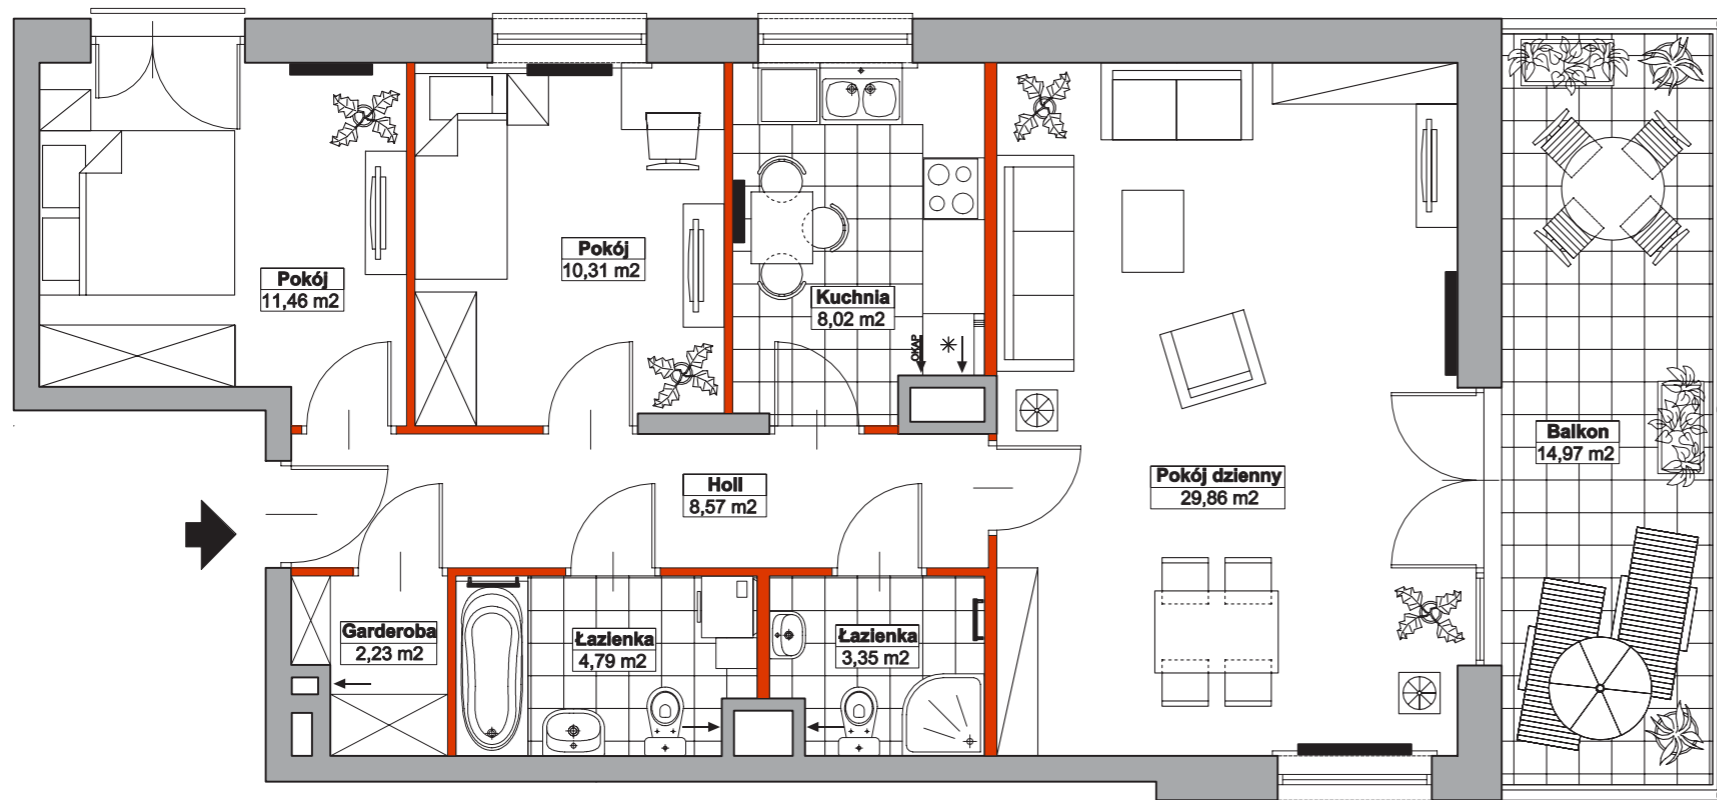 Pokój
11,46 m2
Pokój
10,31 m2
Kuchnia
8,02 m2
OKAP
Holl
8,57 m2
Pokój dzienny
29,86 m2
Balkon
14,97 m2
Garderoba
2,23 m2
Łazienka
4,79 m2
Łazienka
3,35 m2